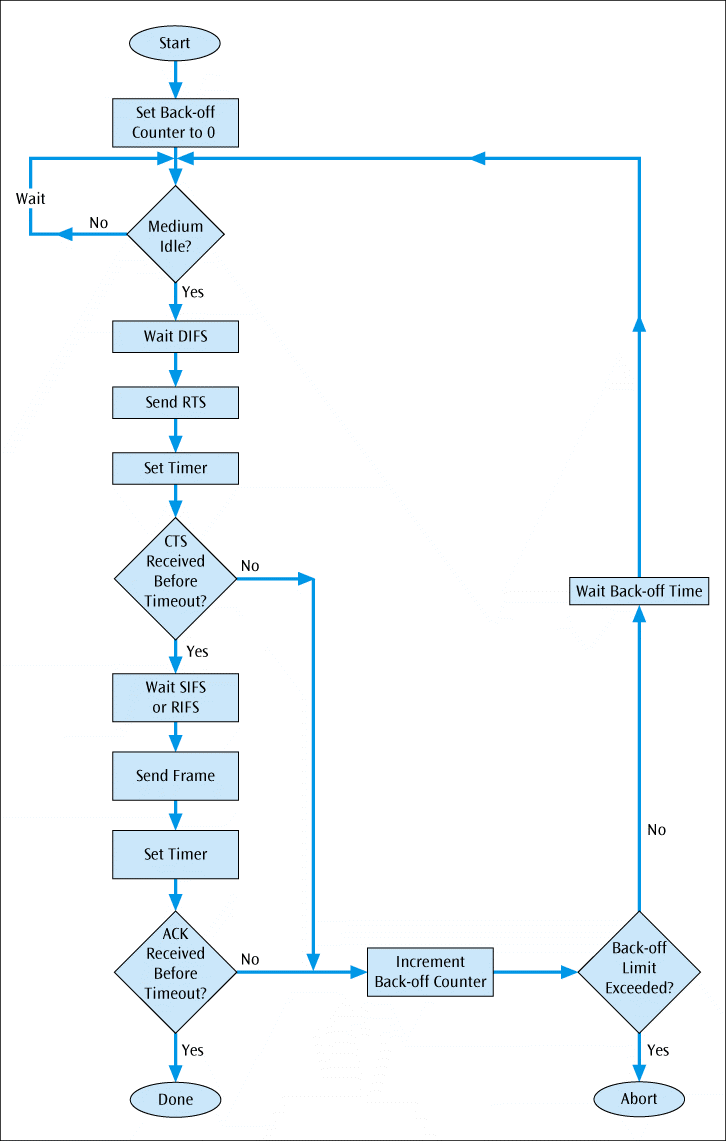 Start
Set Back-off
Counter to 0
Wait
No
Medium
Idle?
Yes
Wait DIFS
Send RTS
Set Timer
CTS
Received
Before
Timeout?
No
Yes
Wait SIFS
or RIFS
Send Frame
Set Timer
ACK
Received
Before
Timeout?
No
Yes
Done
Increment
Back-off Counter
Back-off
Limit
Exceeded?
No
Wait Back-off Time
Yes
Abort